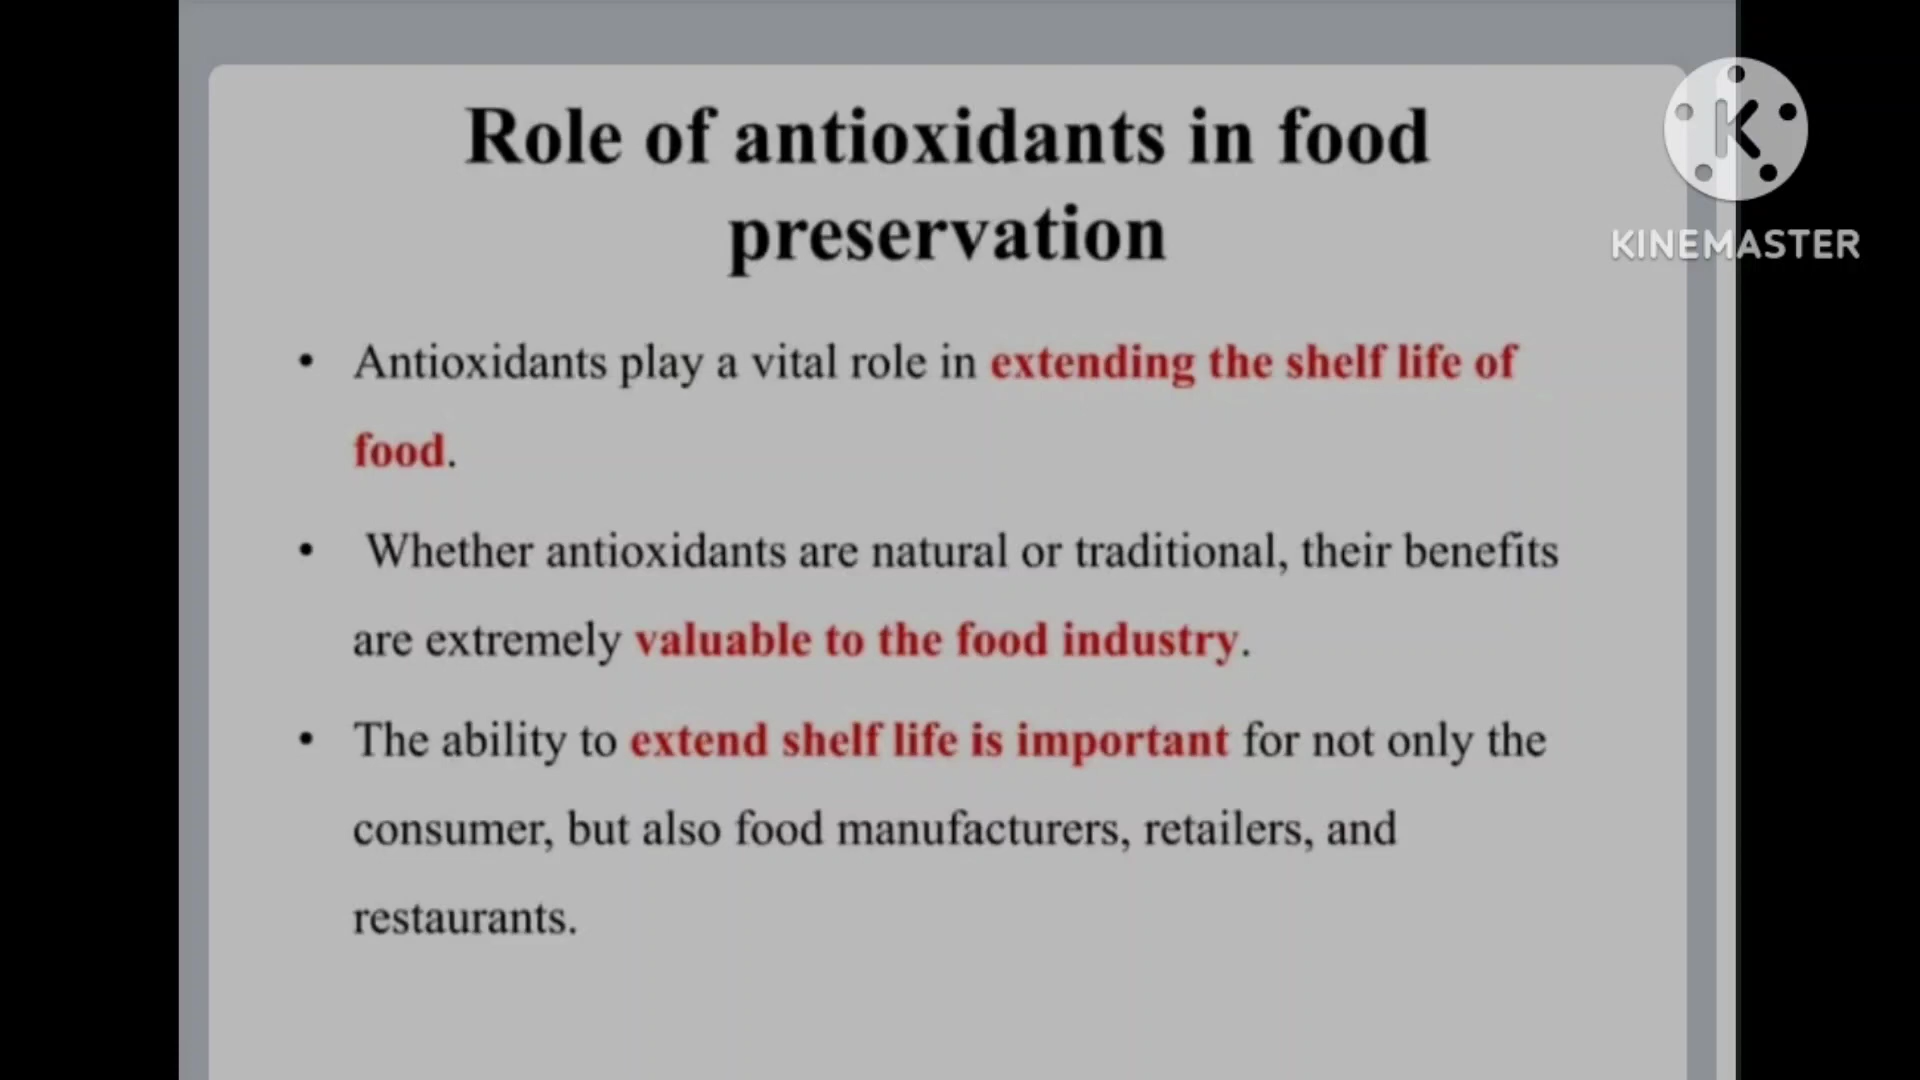 Role of antioxidants in food
preservation
KINEMASTER
• Antioxidants play a vital role in extending the shelf life of
food.
• Whether antioxidants are natural or traditional, their benefits
are extremely valuable to the food industry.
• The ability to extend shelf life is important for not only the
consumer, but also food manufacturers, retailers, and
restaurants.